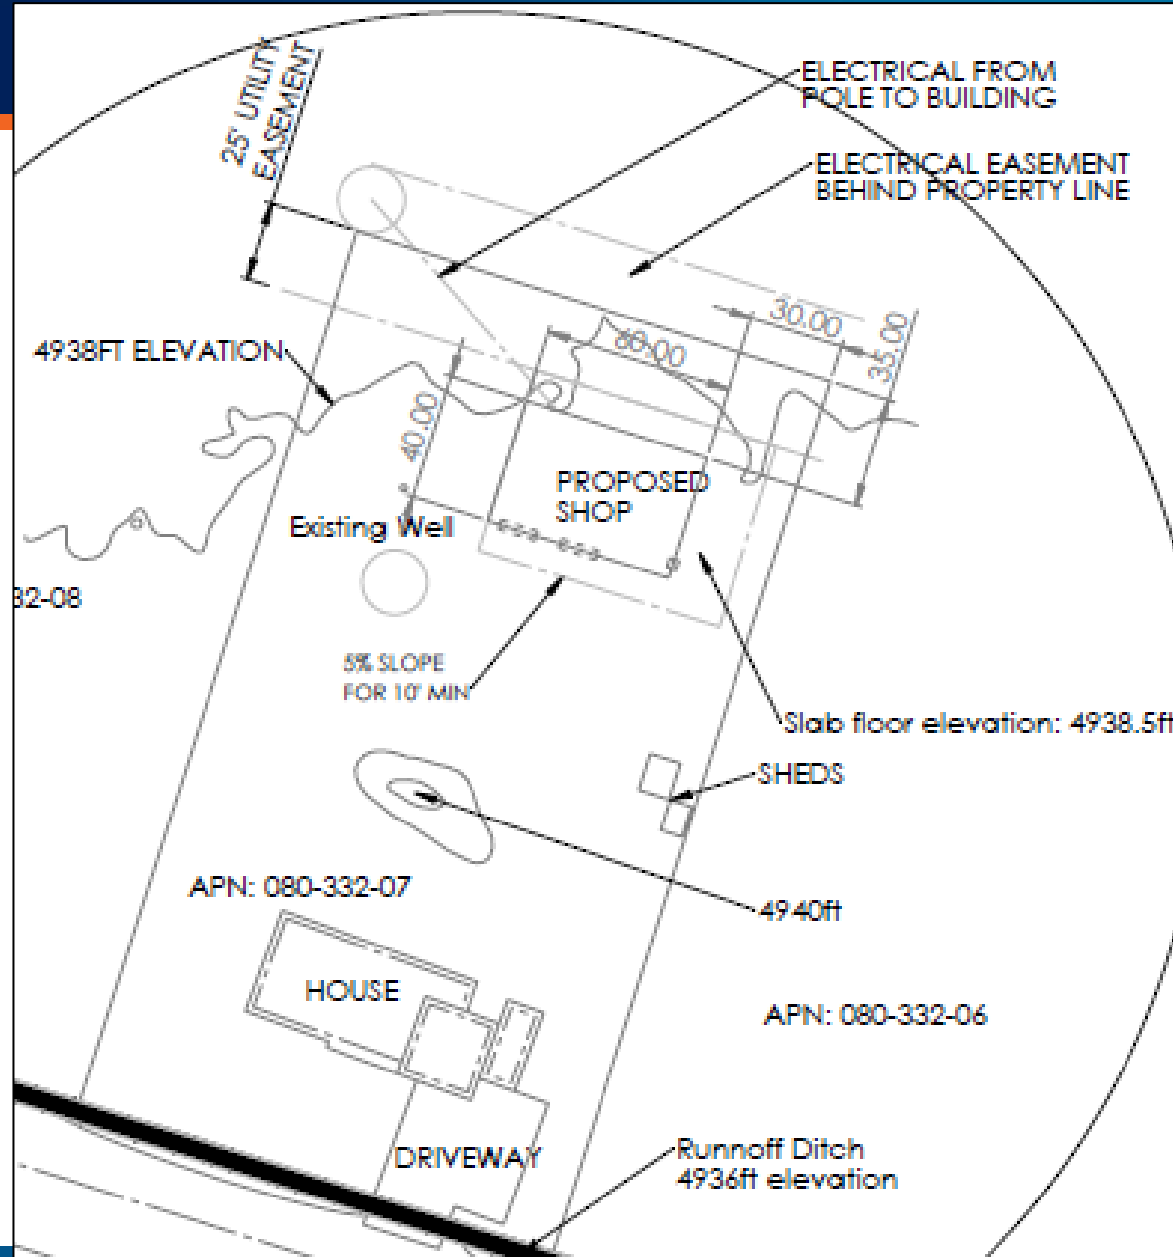 25' UTILITY
EASEMENT
ELECTRICAL FROM
POLE TO BUILDING
ELECTRICAL EASEMENT
BEHIND PROPERTY LINE
30.00
35.00
60.00
4938FT ELEVATION
40.00
PROPOSED
SHOP
Existing Well
32-08
5% SLOPE
FOR 10' MIN
Slab floor elevation: 4938.5ft
SHEDS
APN: 080-332-07
4940ft
HOUSE
APN: 080-332-06
DRIVEWAY
Runnoff Ditch
4936ft elevation